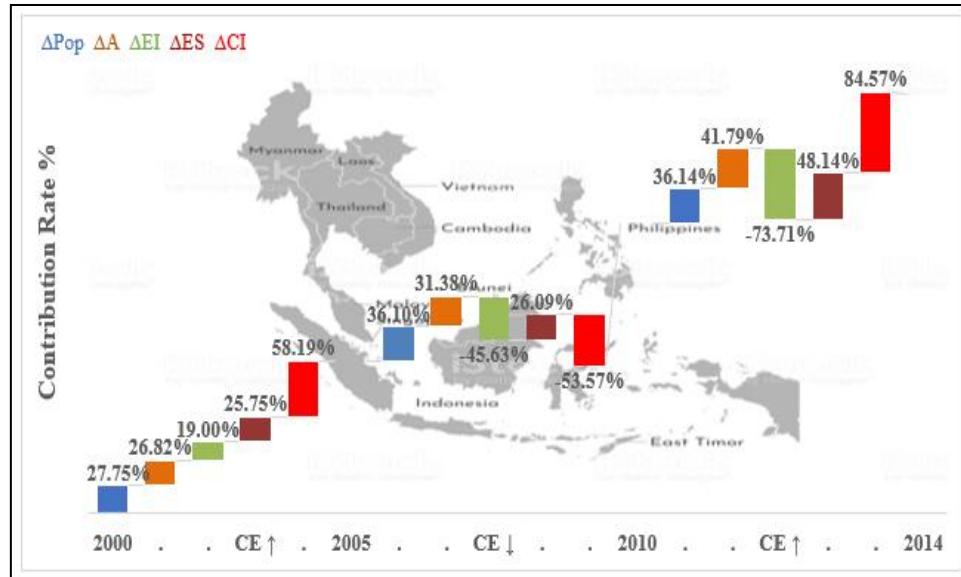 ΔPop ΔA ΔEI ΔES ΔCI
84.57%
41.79%
48.14%
36.14%
Myanmar
Laos
Vietnam
Thailand
Cambodia
Philippines
-73.71%
Contribution Rate %
31.38%
Brunei
26.09%
36.10%
58.19%
-45.63%
-53.57%
Indonesia
25.75%
19.00%
26.82%
East Timor
27.75%
2000 . . CE ↑ . 2005 . . CE ↓ . . 2010 . . CE ↑ . . 2014